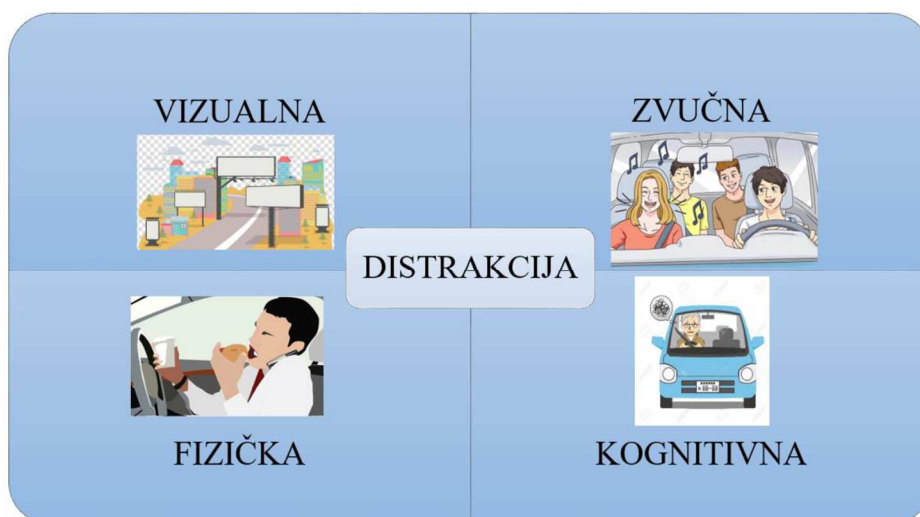 VIZUALNA
ZVUČNA
DISTRAKCIJA
FIZIČKA
KOGNITIVNA